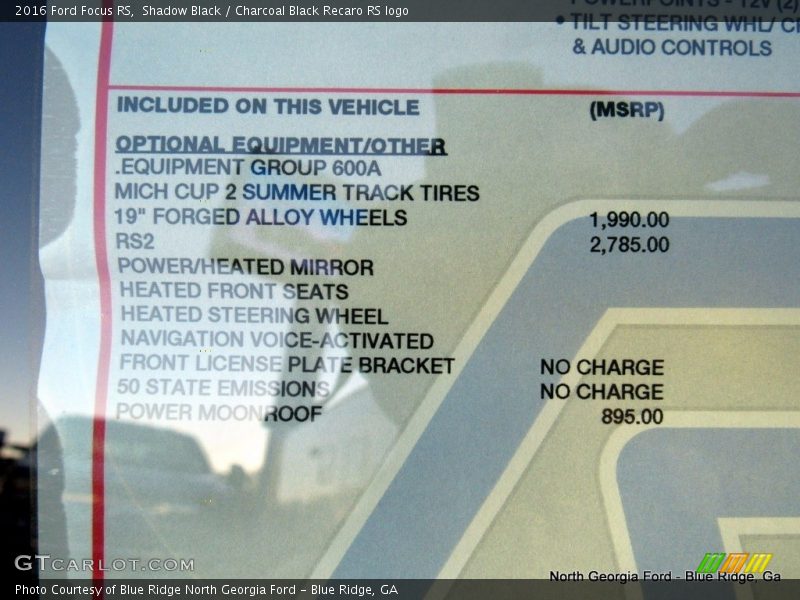 2016 Ford Focus RS, Shadow Black / Charcoal Black Recaro RS logo
POWERPOINTS - 12V (2)
• TILT STEERING WHL/
& AUDIO CONTROLS
INCLUDED ON THIS VEHICLE (MSRP)
OPTIONAL EQUIPMENT/OTHER
.EQUIPMENT GROUP 600A
MICH CUP 2 SUMMER TRACK TIRES
19" FORGED ALLOY WHEELS 1,990.00
RS2 2,785.00
POWER/HEATED MIRROR
HEATED FRONT SEATS
HEATED STEERING WHEEL
NAVIGATION VOICE-ACTIVATED
FRONT LICENSE PLATE BRACKET NO CHARGE
50 STATE EMISSIONS NO CHARGE
POWER MOONROOF 895.00
GTCARLOT.COM
North Georgia Ford - Blue Ridge, Ga
Photo Courtesy of Blue Ridge North Georgia Ford – Blue Ridge, GA